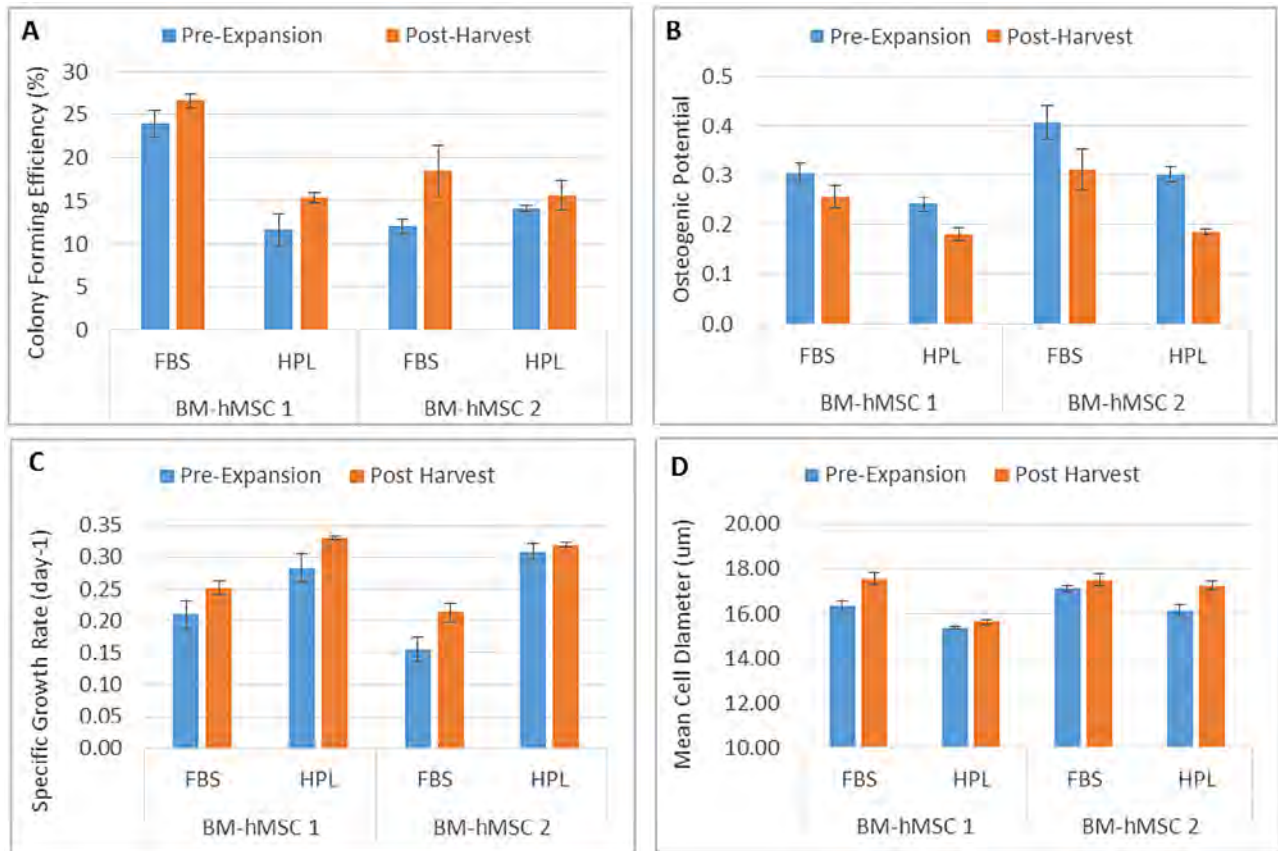 A
Pre-Expansion Post-Harvest
Colony Forming Efficiency (%)
30
25
20
15
10
5
0
FBS HPL FBS HPL
BM-hMSC 1 BM-hMSC 2
B
Pre-Expansion Post-Harvest
Osteogenic Potential
0.5
0.4
0.3
0.2
0.1
0.0
FBS HPL FBS HPL
BM-hMSC 1 BM-hMSC 2
C
Pre-Expansion Post Harvest
Specific Growth Rate (day-1)
0.35
0.30
0.25
0.20
0.15
0.10
0.05
0.00
FBS HPL FBS HPL
BM-hMSC 1 BM-hMSC 2
D
Pre-Expansion Post Harvest
Mean Cell Diameter (um)
20.00
18.00
16.00
14.00
12.00
10.00
FBS HPL FBS HPL
BM-hMSC 1 BM-hMSC 2